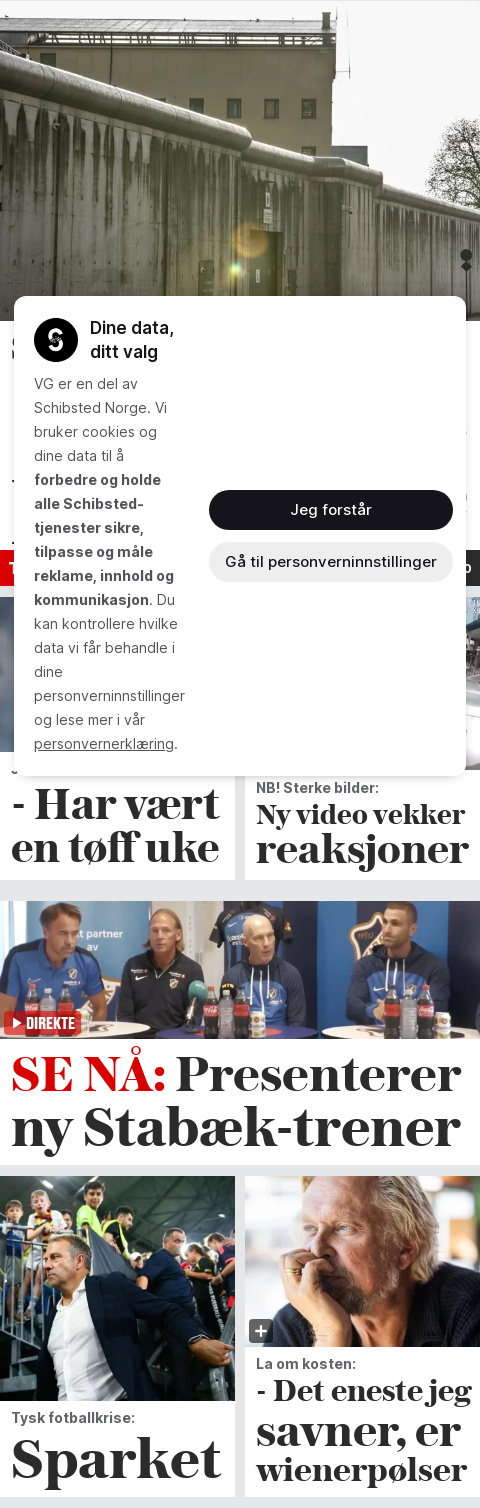 Dine data,
ditt valg
VG er en del av
Schibsted Norge. Vi
bruker cookies og
dine data til å
forbedre og holde
alle Schibsted-
tjenester sikre,
tilpasse og måle
reklame, innhold og
kommunikasjon. Du
kan kontrollere hvilke
data vi får behandle i
dine
personverninnstillinger
og lese mer i vår
personvernerklæring.
Jeg forstår
Gå til personverninnstillinger
- Har vært
en tøff uke
NB! Sterke bilder:
Ny video vekker
reaksjoner
DIREKTE
SE NÅ: Presenterer
ny Stabæk-trener
Tysk fotballkrise:
Sparket
La om kosten:
- Det eneste jeg
savner, er
wienerpølser